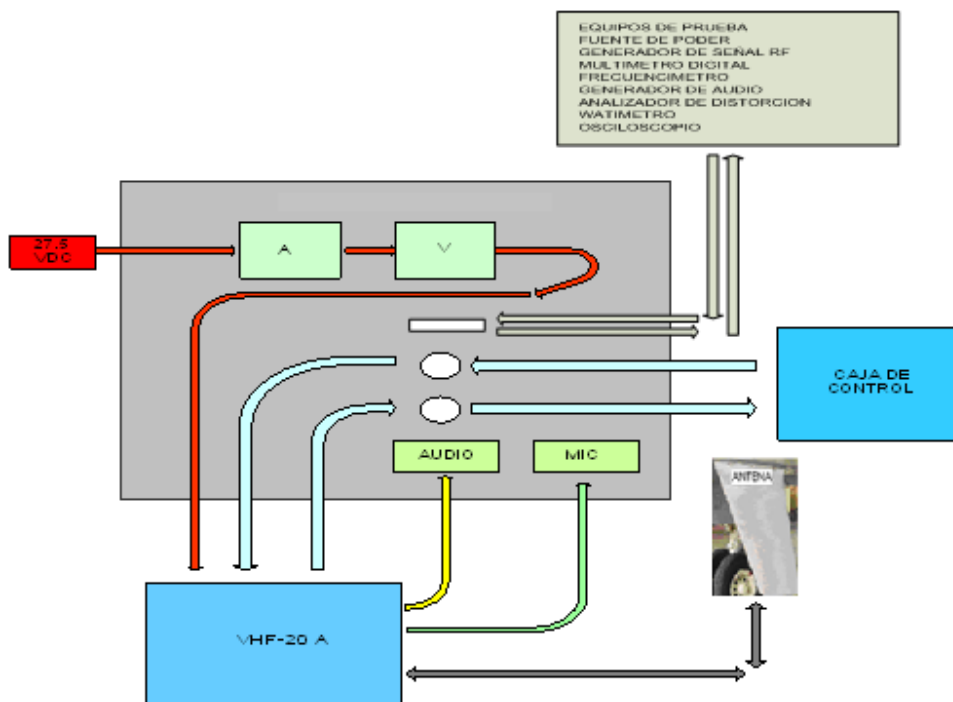 EQUIPOS DE PRUEBA
FUENTE DE PODER
GENERADOR DE SEÑAL RF
MULTIMETRO DIGITAL
FRECUENCIMETRO
GENERADOR DE AUDIO
ANALIZADOR DE DISTORCION
WATIMETRO
OSCILOSCOPIO
27.5
VDC
A
V
CAJA DE
CONTROL
AUDIO
MIC
ANTENA
VHF-20 A